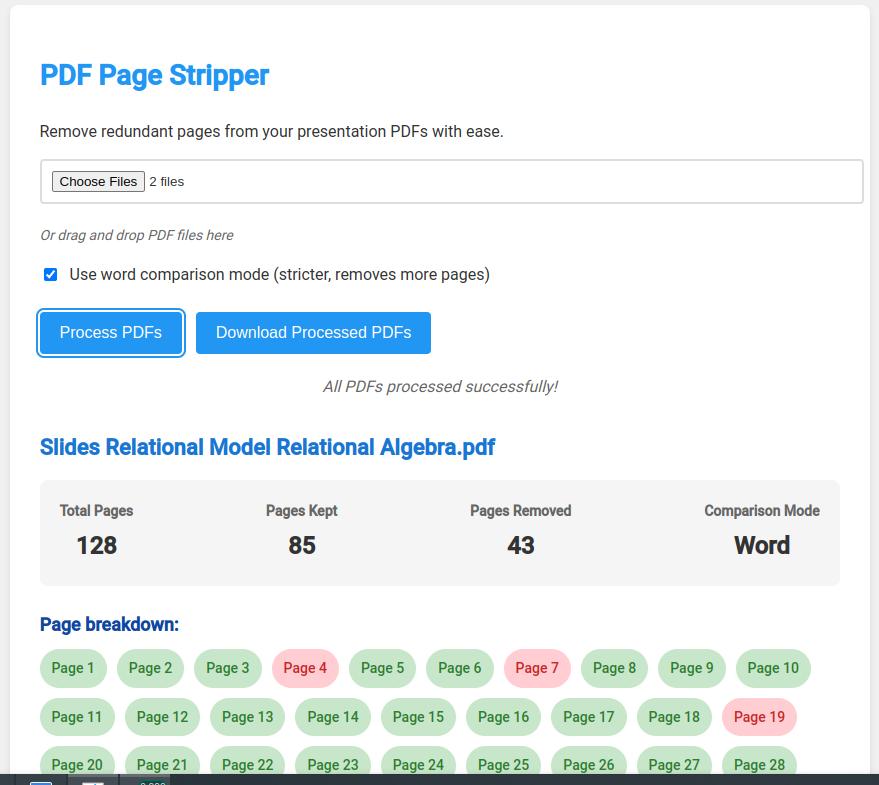 PDF Page Stripper
Remove redundant pages from your presentation PDFs with ease.
Choose Files 2 files
Or drag and drop PDF files here
Use word comparison mode (stricter, removes more pages)
Process PDFs Download Processed PDFs
All PDFs processed successfully!
Slides Relational Model Relational Algebra.pdf
Total Pages Pages Kept Pages Removed Comparison Mode
128 85 43 Word
Page breakdown:
Page 1 Page 2 Page 3 Page 4 Page 5 Page 6 Page 7 Page 8 Page 9 Page 10
Page 11 Page 12 Page 13 Page 14 Page 15 Page 16 Page 17 Page 18 Page 19
Page 20 Page 21 Page 22 Page 23 Page 24 Page 25 Page 26 Page 27 Page 28